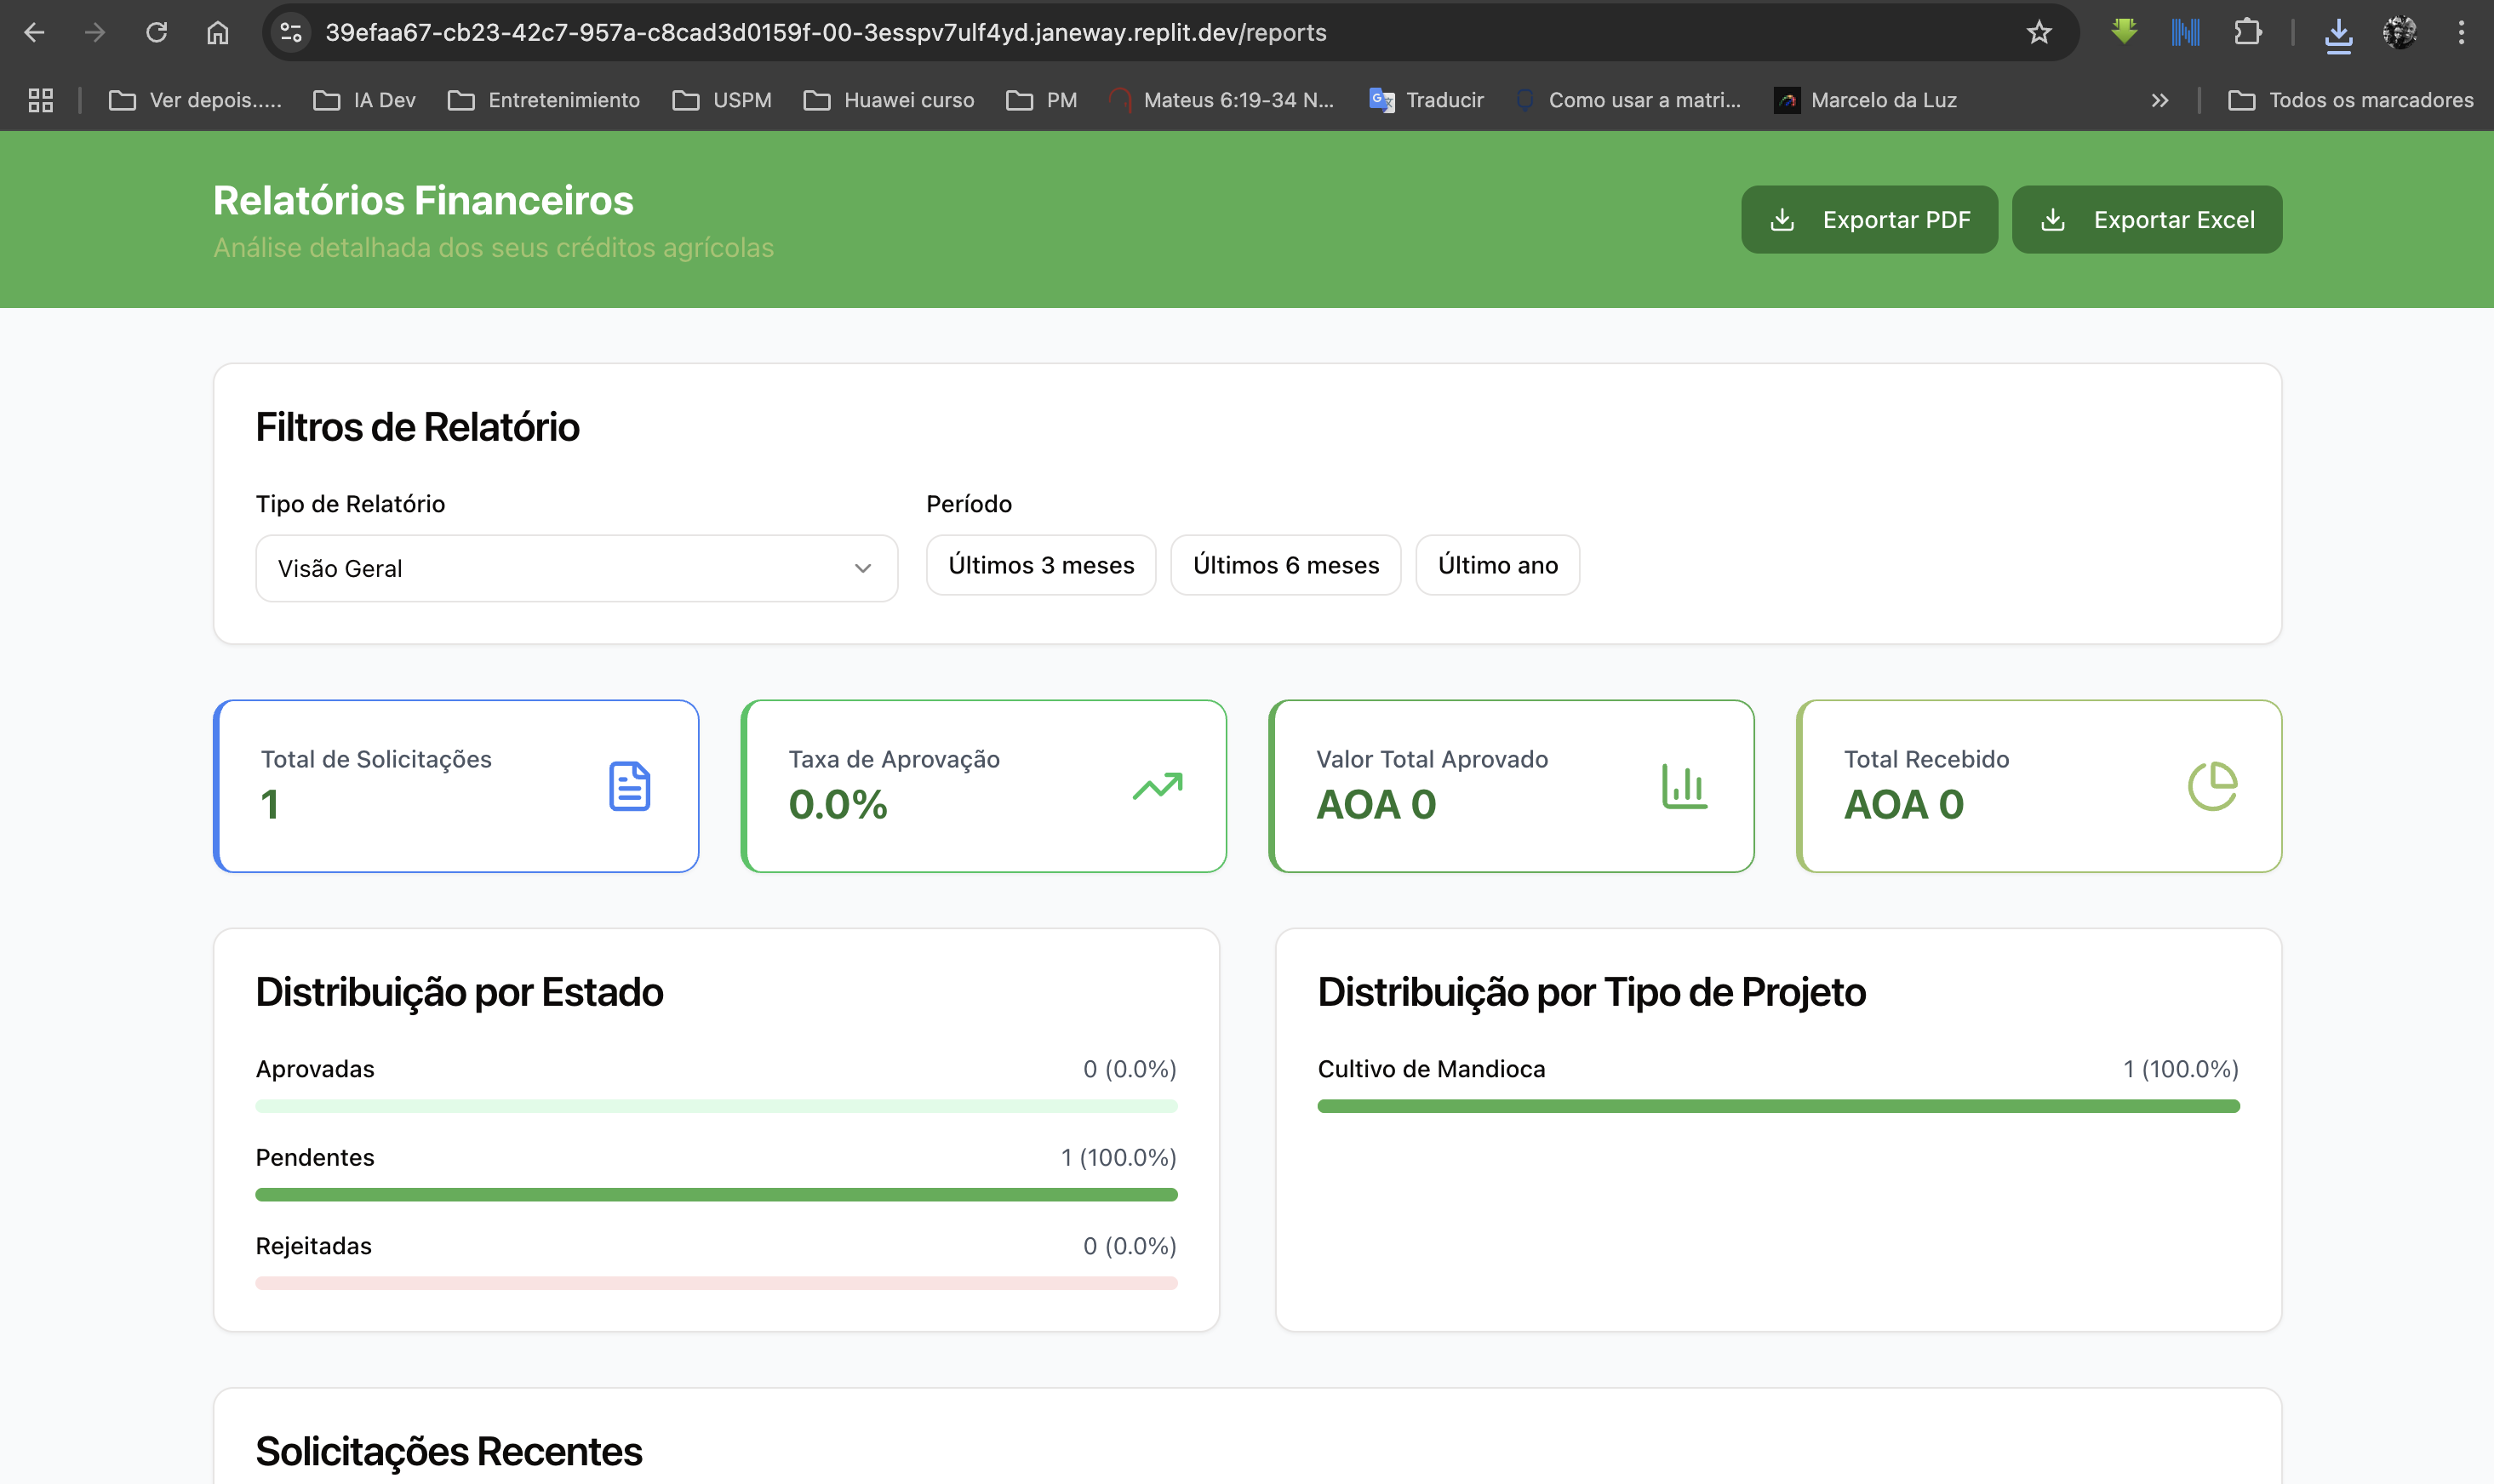 39efaa67-cb23-42c7-957a-c8cad3d0159f-00-3esspv7ulf4yd.janeway.replit.dev/reports
Ver depois..... IA Dev Entretenimiento USPM Huawei curso PM Mateus 6:19-34 N... Traducir Como usar a matri... Marcelo da Luz Todos os marcadores
Relatórios Financeiros
Análise detalhada dos seus créditos agrícolas
Exportar PDF Exportar Excel
Filtros de Relatório
Tipo de Relatório Período
Visão Geral Últimos 3 meses Últimos 6 meses Último ano
Total de Solicitações
1
Taxa de Aprovação
0.0%
Valor Total Aprovado
AOA 0
Total Recebido
AOA 0
Distribuição por Estado
Aprovadas 0 (0.0%)
Pendentes 1 (100.0%)
Rejeitadas 0 (0.0%)
Distribuição por Tipo de Projeto
Cultivo de Mandioca 1 (100.0%)
Solicitações Recentes